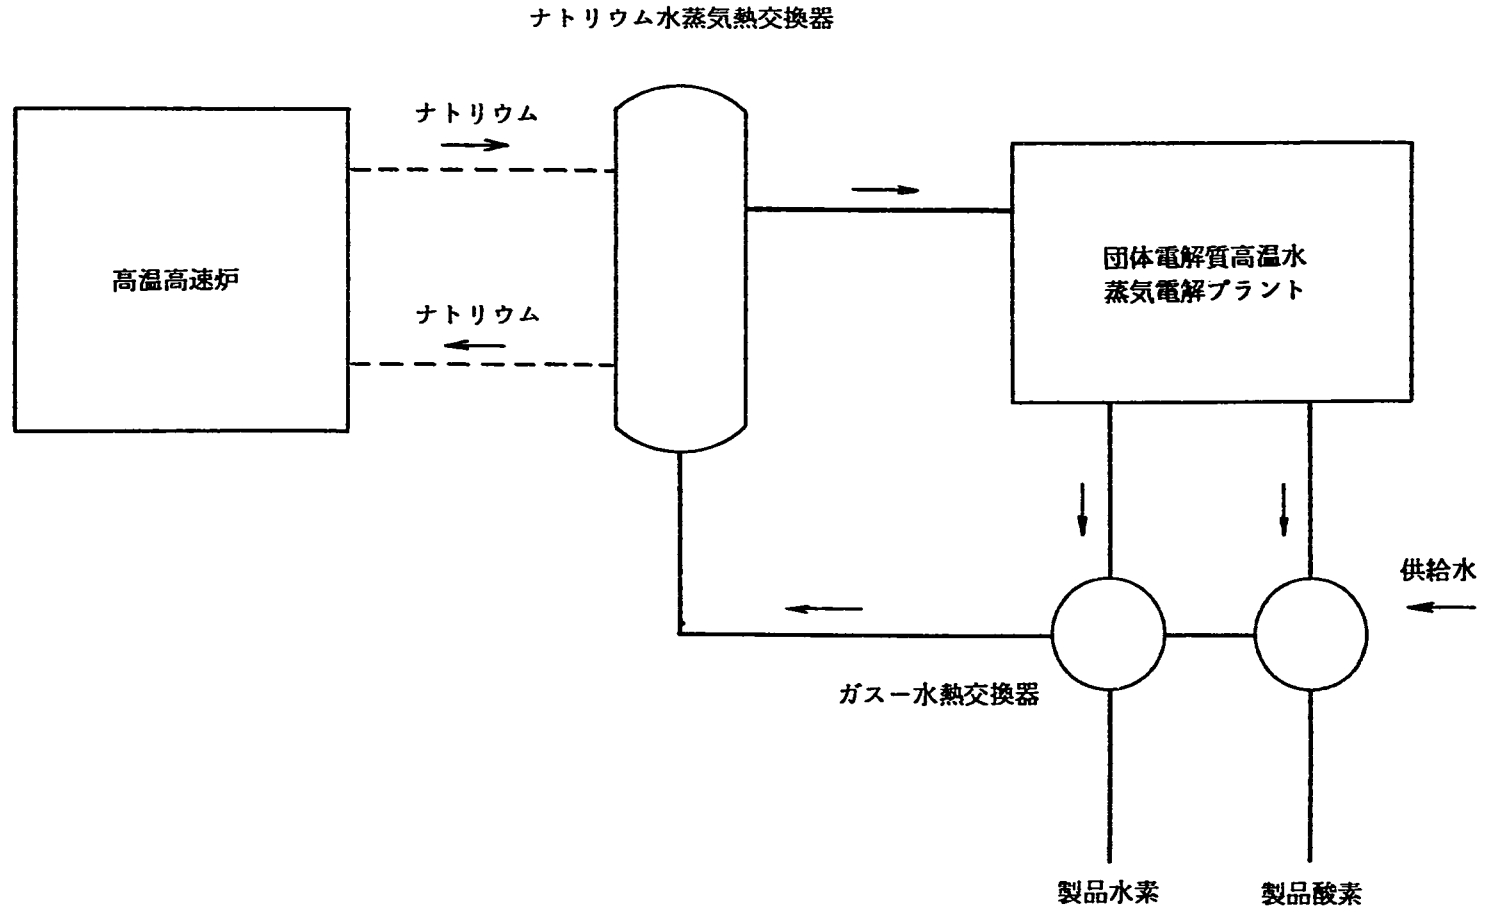 ナトリウム水蒸気熱交換器
ナトリウム
高温高速炉
ナトリウム
団体電解質高温水
蒸気電解プラント
供給水
ガスー水熱交換器
製品水素
製品酸素